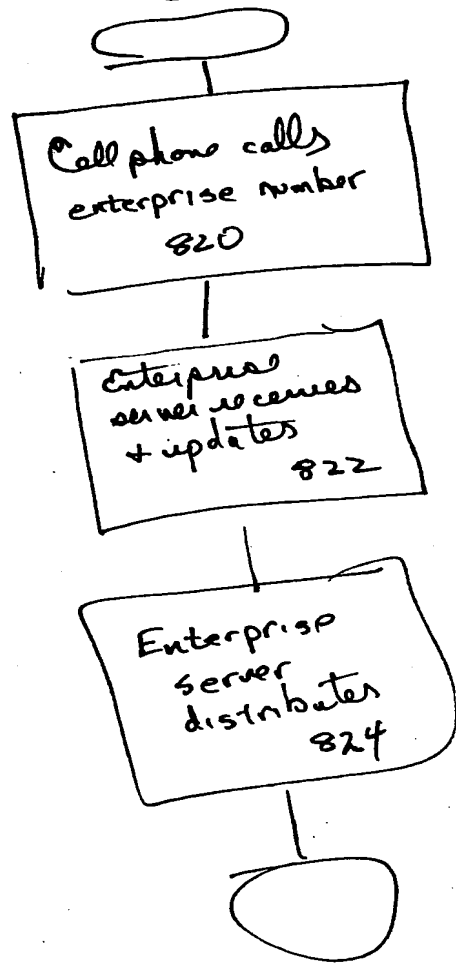 Cell phone calls
enterprise number
820
Enterprise
server receives
+ updates
822
Enterprise
server
distributes
824